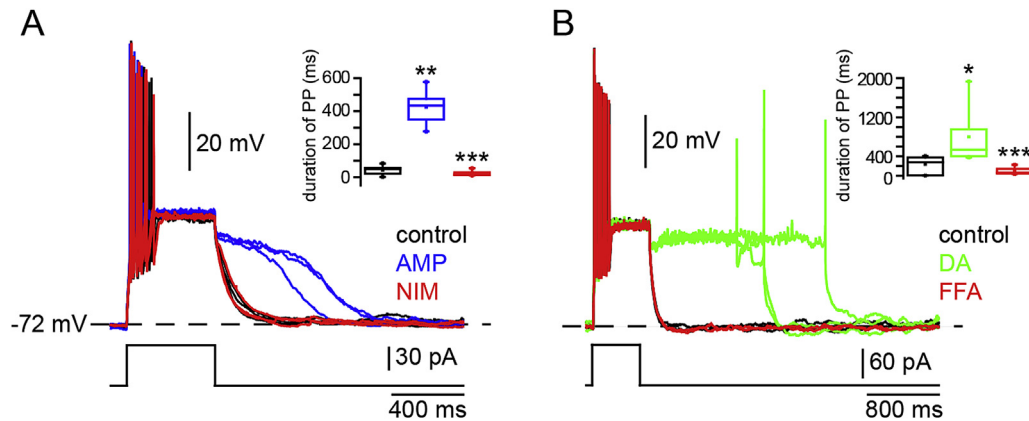 A
duration of PP (ms)
600
400
200
0
**
***
20 mV
control
AMP
NIM
-72 mV
30 pA
400 ms
B
duration of PP (ms)
2000
400
0
*
***
20 mV
control
DA
FFA
60 pA
800 ms